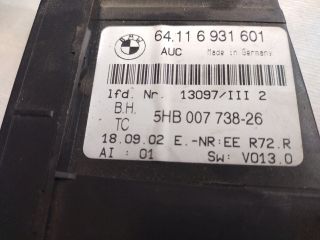 BMW
64.11 6 931 601
AUC Made in Germany
lfd. Nr. 13097/III 2
B.H.
TC 5HB 007 738-26
18.09.02 E.-NR:EE R72.R
AI : 01 SW: V013.0